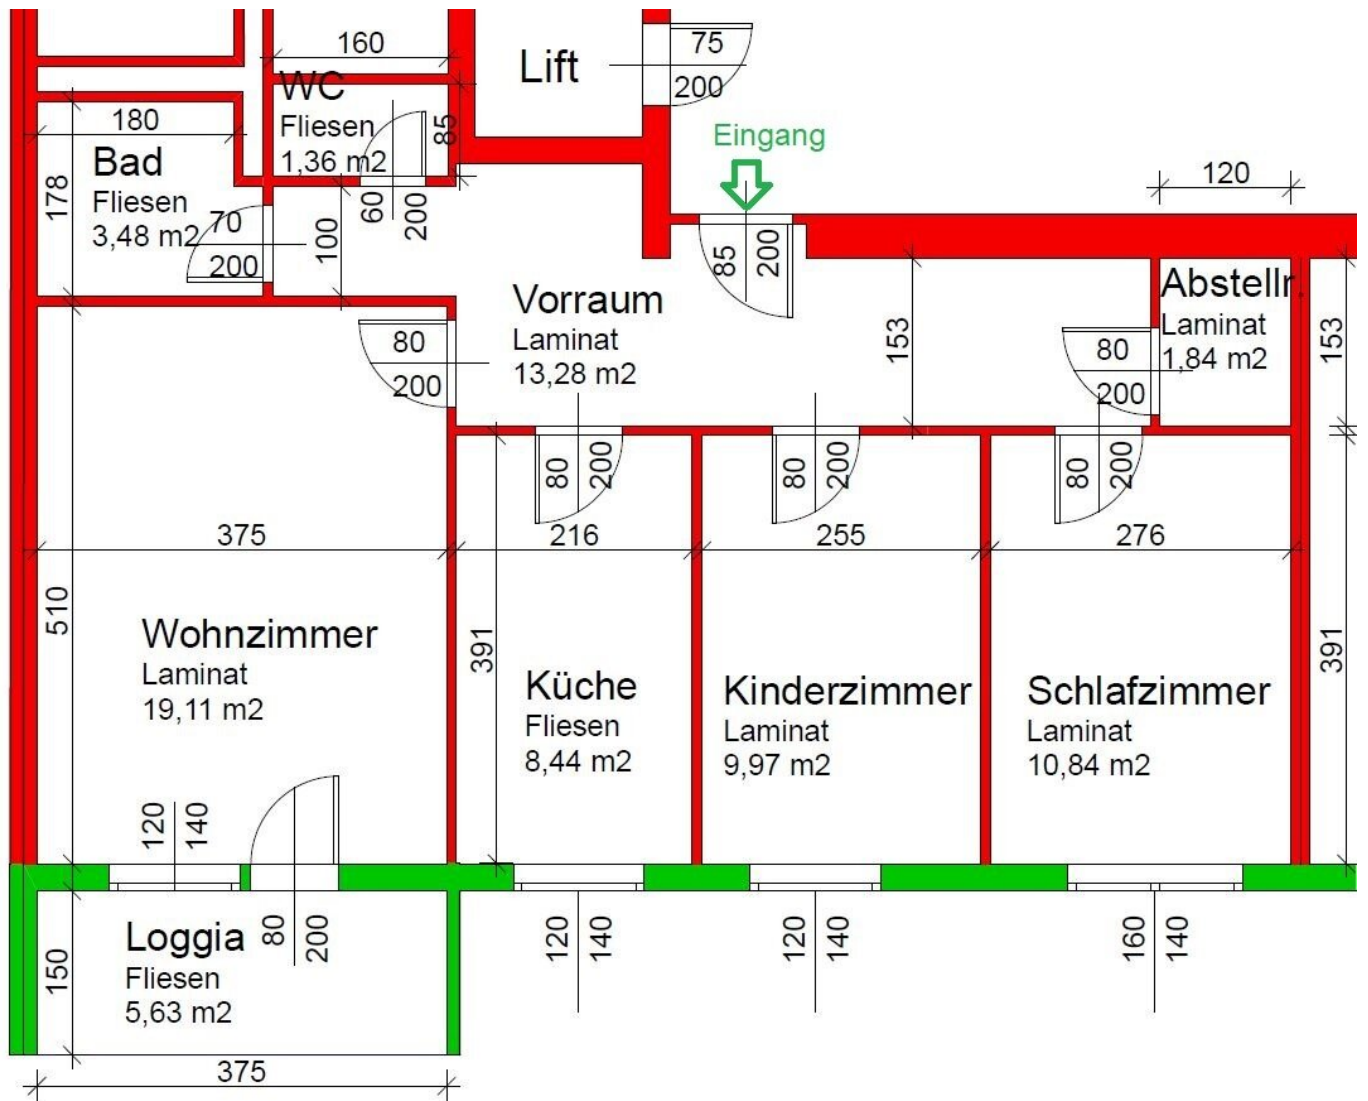 160
Lift
75
200
WC
Fliesen
1,36 m2
85
60
200
180
178
Bad
Fliesen
3,48 m2
70
200
100
Eingang
85
200
120
Vorraum
Laminat
13,28 m2
80
200
153
Abstellr.
Laminat
1,84 m2
80
200
153
80
200
80
200
80
200
375
216
255
276
510
391
391
Wohnzimmer
Laminat
19,11 m2
Küche
Fliesen
8,44 m2
Kinderzimmer
Laminat
9,97 m2
Schlafzimmer
Laminat
10,84 m2
120
140
80
200
120
140
120
140
160
140
Loggia
Fliesen
5,63 m2
150
375